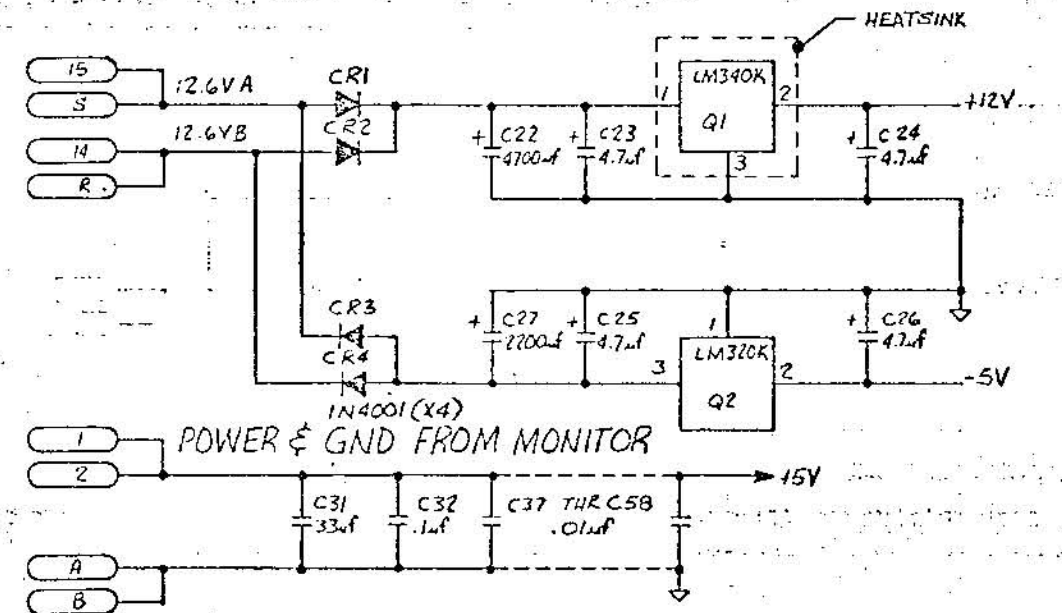 HEATSINK
15
S
12.6VA
CR1
LM340K
1
2
+12V
Q1
3
14
R
12.6VB
CR2
+ C22
4700uf
+ C23
4.7uf
+ C24
4.7uf
CR3
CR4
1N4001 (X4)
+ C27
2200uf
+ C25
4.7uf
1
LM320K
3
2
Q2
+ C26
4.7uf
-5V
1
2
POWER & GND FROM MONITOR
+5V
C31
33uf
C32
.1uf
C37 THR C58
.01uf
A
B